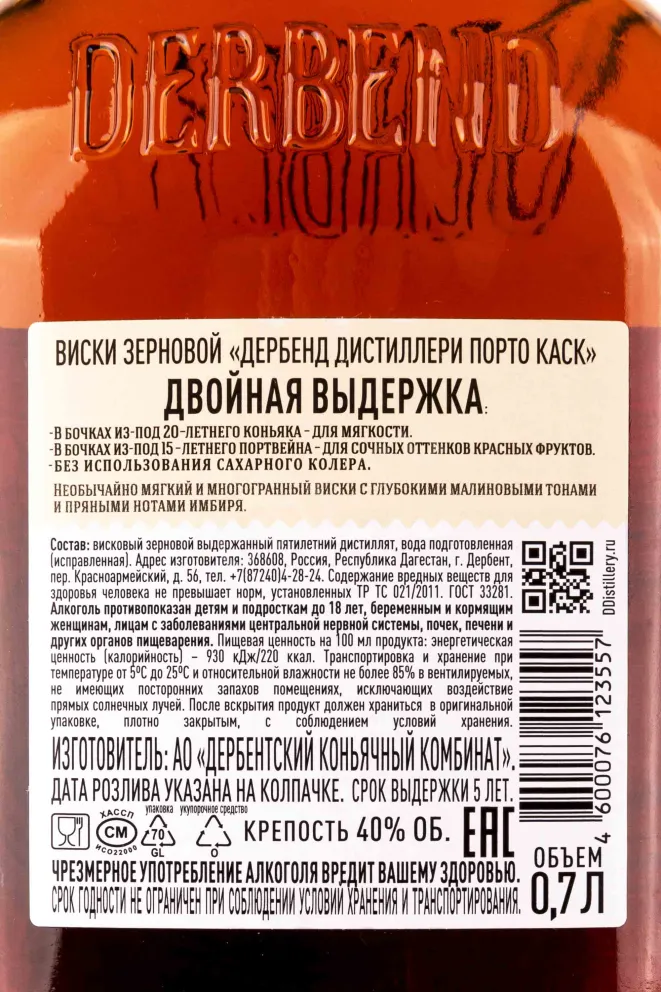 DERBEND
ВИСКИ ЗЕРНОВОЙ «ДЕРБЕНД ДИСТИЛЛЕРИ ПОРТО КАСК»
ДВОЙНАЯ ВЫДЕРЖКА:
-В БОЧКАХ ИЗ-ПОД 20-ЛЕТНЕГО КОНЬЯКА - ДЛЯ МЯГКОСТИ.
-В БОЧКАХ ИЗ-ПОД 15-ЛЕТНЕГО ПОРТВЕЙНА - ДЛЯ СОЧНЫХ ОТТЕНКОВ КРАСНЫХ ФРУКТОВ.
-БЕЗ ИСПОЛЬЗОВАНИЯ САХАРНОГО КОЛЕРА.
НЕОБЫЧАЙНО МЯГКИЙ И МНОГОГРАННЫЙ ВИСКИ С ГЛУБОКИМИ МАЛИНОВЫМИ ТОНАМИ
И ПРЯНЫМИ НОТАМИ ИМБИРЯ.
Состав: висковый зерновой выдержанный пятилетний дистиллят, вода подготовленная
(исправленная). Адрес изготовителя: 368608, Россия, Республика Дагестан, г. Дербент,
пер. Красноармейский, д. 56, тел. +7(87240)4-28-24. Содержание вредных веществ для
здоровья человека не превышает норм, установленных ТР ТС 021/2011. ГОСТ 33281.
Алкоголь противопоказан детям и подросткам до 18 лет, беременным и кормящим
женщинам, лицам с заболеваниями центральной нервной системы, почек, печени и
других органов пищеварения. Пищевая ценность на 100 мл продукта: энергетическая
ценность (калорийность) – 930 кДж/220 ккал. Транспортировка и хранение при
температуре от 5ºС до 25ºС и относительной влажности не более 85% в вентилируемых,
не имеющих посторонних запахов помещениях, исключающих воздействие
прямых солнечных лучей. После вскрытия продукт должен храниться в оригинальной
упаковке, плотно закрытым, с соблюдением условий хранения.
DDistillery.ru
4 600076 123557
ИЗГОТОВИТЕЛЬ: АО «ДЕРБЕНТСКИЙ КОНЬЯЧНЫЙ КОМБИНАТ».
ДАТА РОЗЛИВА УКАЗАНА НА КОЛПАЧКЕ. СРОК ВЫДЕРЖКИ 5 ЛЕТ.
ХАССП
СМ
ИСО22000
упаковка
70
GL
укупорочное средство
0
КРЕПОСТЬ 40% ОБ.
EAC
ОБЪЕМ
0,7 Л
ЧРЕЗМЕРНОЕ УПОТРЕБЛЕНИЕ АЛКОГОЛЯ ВРЕДИТ ВАШЕМУ ЗДОРОВЬЮ.
СРОК ГОДНОСТИ НЕ ОГРАНИЧЕН ПРИ СОБЛЮДЕНИИ УСЛОВИЙ ХРАНЕНИЯ И ТРАНСПОРТИРОВАНИЯ.